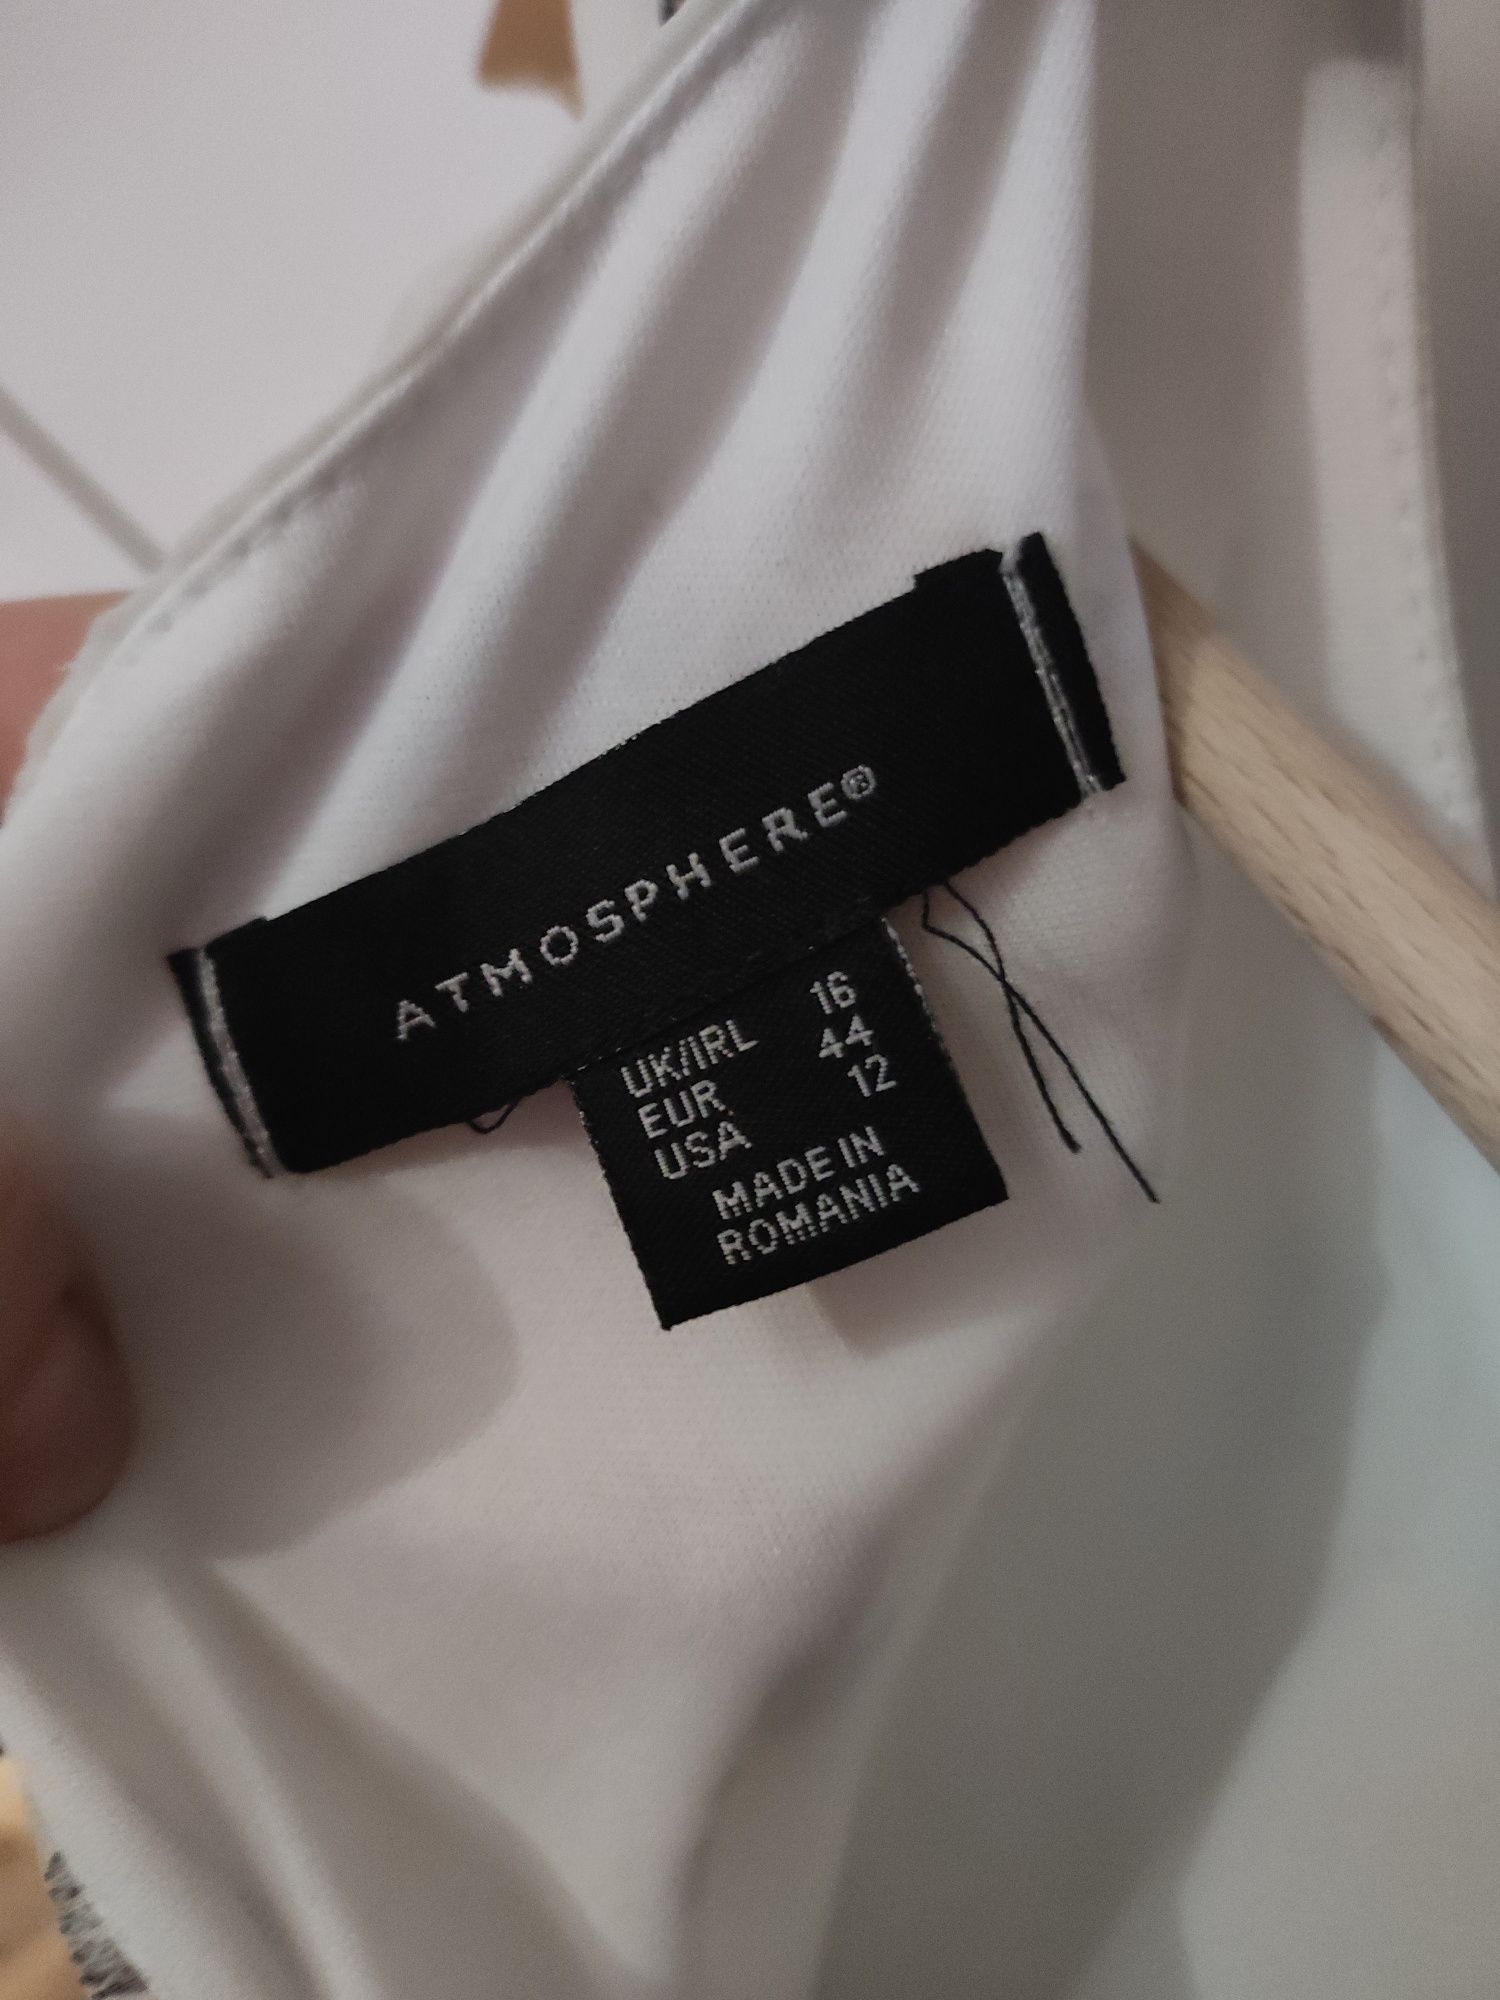 ATMOSPHERE®
UK/IRL 16
EUR 44
USA 12
MADE IN
ROMANIA